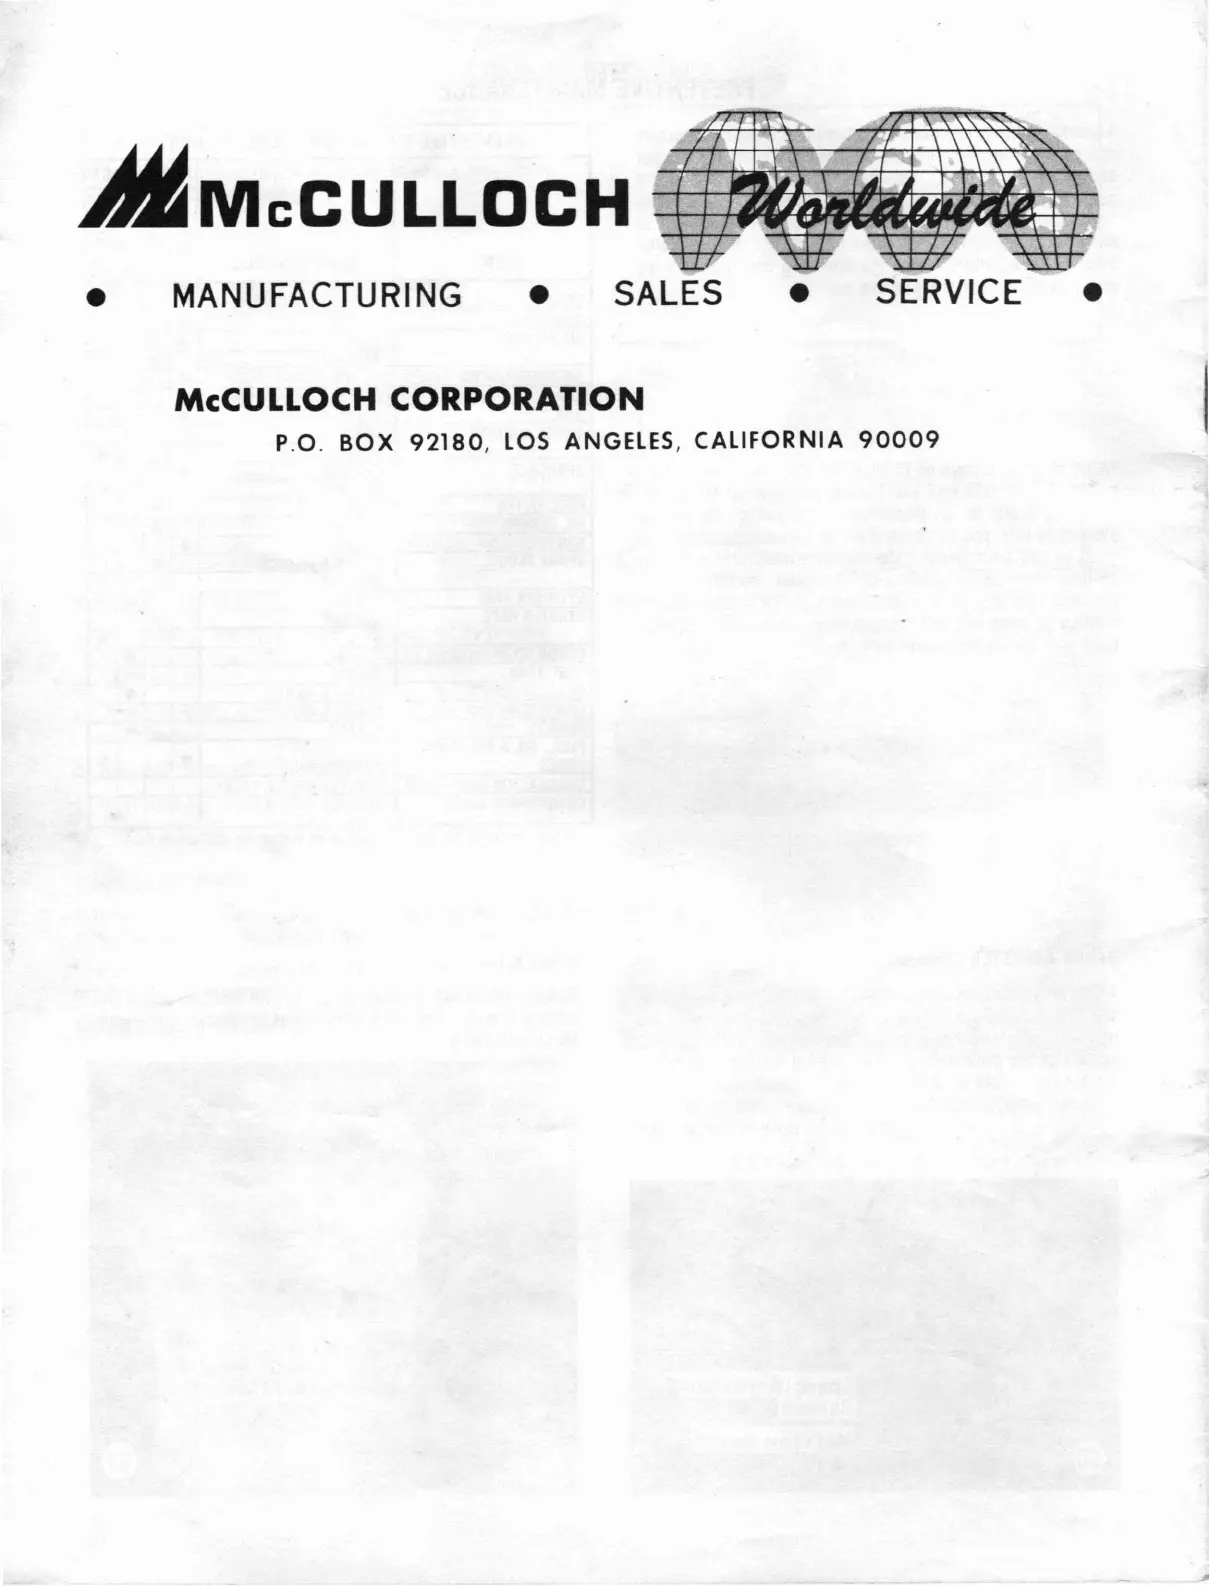 McCULLOCH Worldwide
• MANUFACTURING • SALES • SERVICE •
McCULLOCH CORPORATION
P.O. BOX 92180, LOS ANGELES, CALIFORNIA 90009